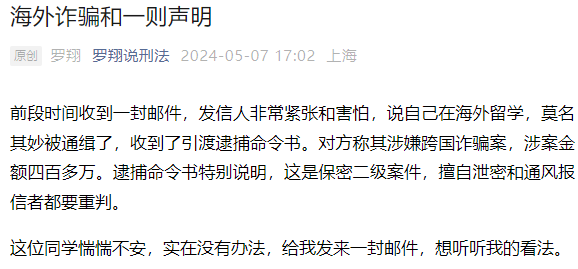 海外诈骗和一则声明
原创 罗翔 罗翔说刑法 2024-05-07 17:02 上海
前段时间收到一封邮件，发信人非常紧张和害怕，说自己在海外留学，莫名
其妙被通缉了，收到了引渡逮捕命令书。对方称其涉嫌跨国诈骗案，涉案金
额四百多万。逮捕命令书特别说明，这是保密二级案件，擅自泄密和通风报
信者都要重判。
这位同学惴惴不安，实在没有办法，给我发来一封邮件，想听听我的看法。